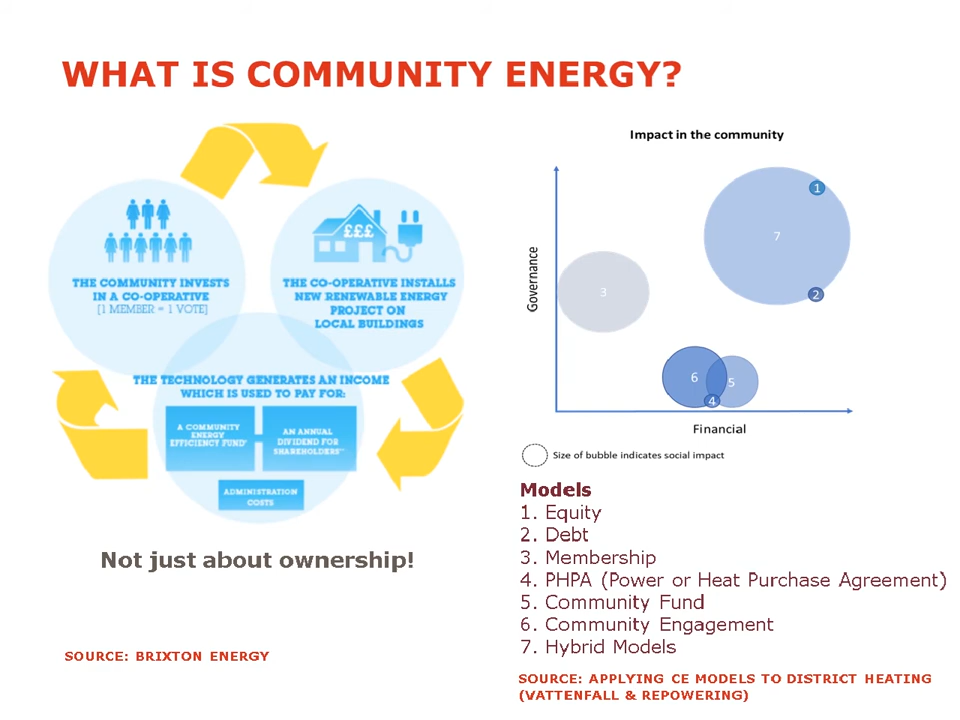 WHAT IS COMMUNITY ENERGY?
THE COMMUNITY INVESTS
IN A CO-OPERATIVE
[1 MEMBER = 1 VOTE]
£££
THE CO-OPERATIVE INSTALLS
NEW RENEWABLE ENERGY
PROJECT ON
LOCAL BUILDINGS
THE TECHNOLOGY GENERATES AN INCOME
WHICH IS USED TO PAY FOR:
A COMMUNITY
ENERGY
EFFICIENCY FUND*
AN ANNUAL
DIVIDEND FOR
SHAREHOLDERS**
ADMINISTRATION
COSTS
Not just about ownership!
SOURCE: BRIXTON ENERGY
Impact in the community
Governance
1
7
3
2
6
5
4
Financial
Size of bubble indicates social impact
Models
1. Equity
2. Debt
3. Membership
4. PHPA (Power or Heat Purchase Agreement)
5. Community Fund
6. Community Engagement
7. Hybrid Models
SOURCE: APPLYING CE MODELS TO DISTRICT HEATING
(VATTENFALL & REPOWERING)